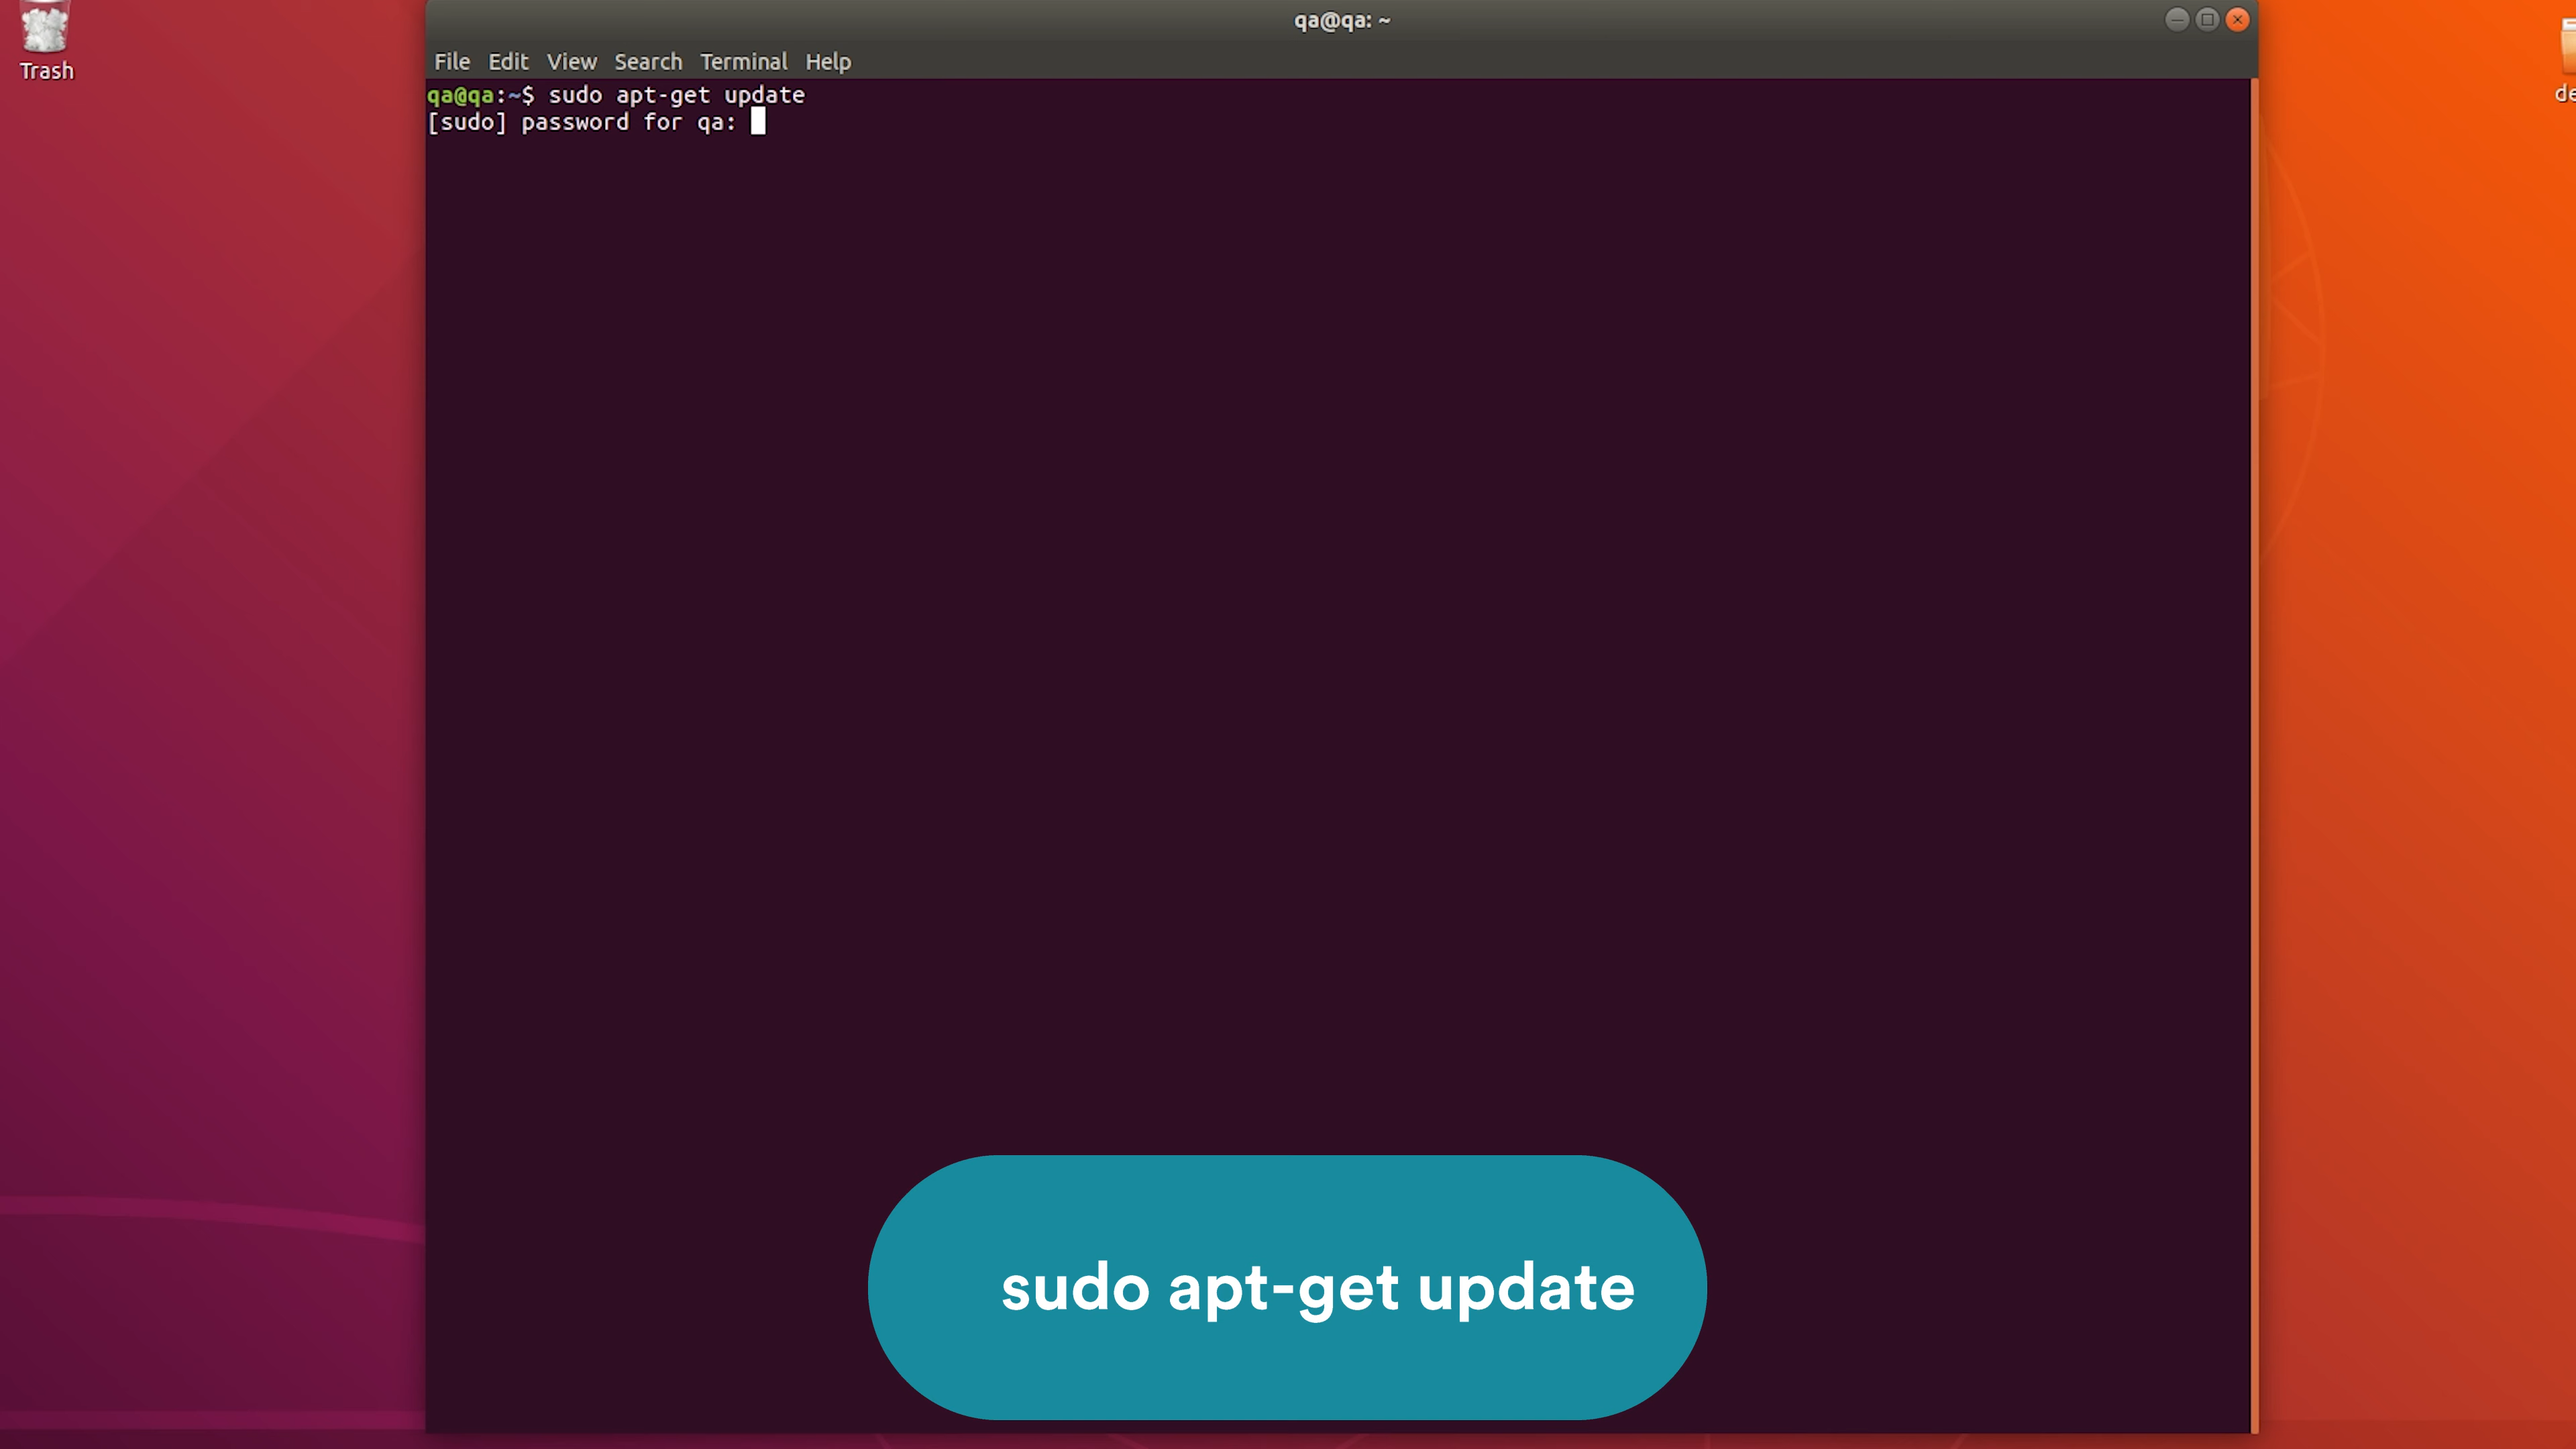 qa@qa: ~
Trash
File Edit View Search Terminal Help
qa@qa:~$ sudo apt-get update
[sudo] password for qa:
sudo apt-get update